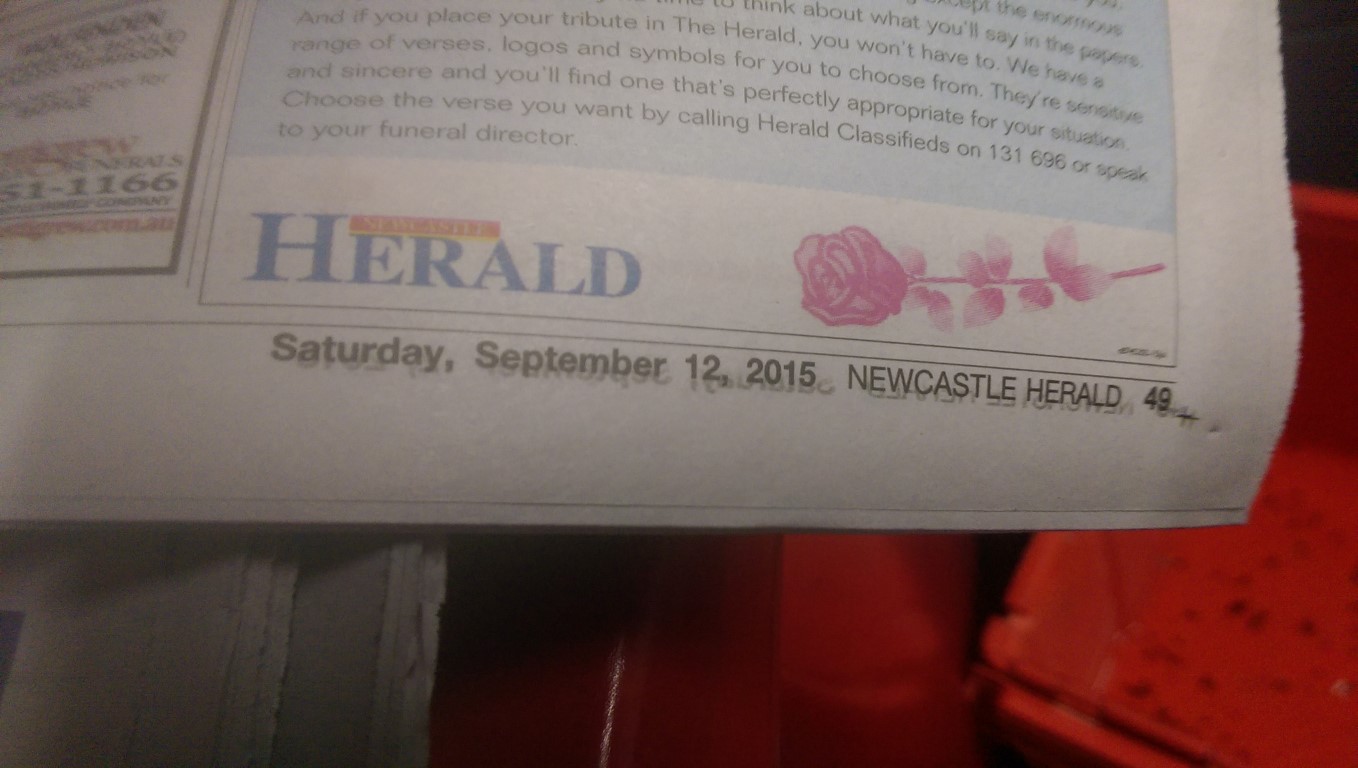 FUNERALS
51-1166
to think about what you'll say in the papers.
And if you place your tribute in The Herald, you won't have to. We have a
range of verses, logos and symbols for you to choose from. They're sensitive
and sincere and you'll find one that's perfectly appropriate for your situation.
Choose the verse you want by calling Herald Classifieds on 131 696 or speak
to your funeral director.
NEWCASTLE
HERALD
Saturday, September 12, 2015 NEWCASTLE HERALD 49